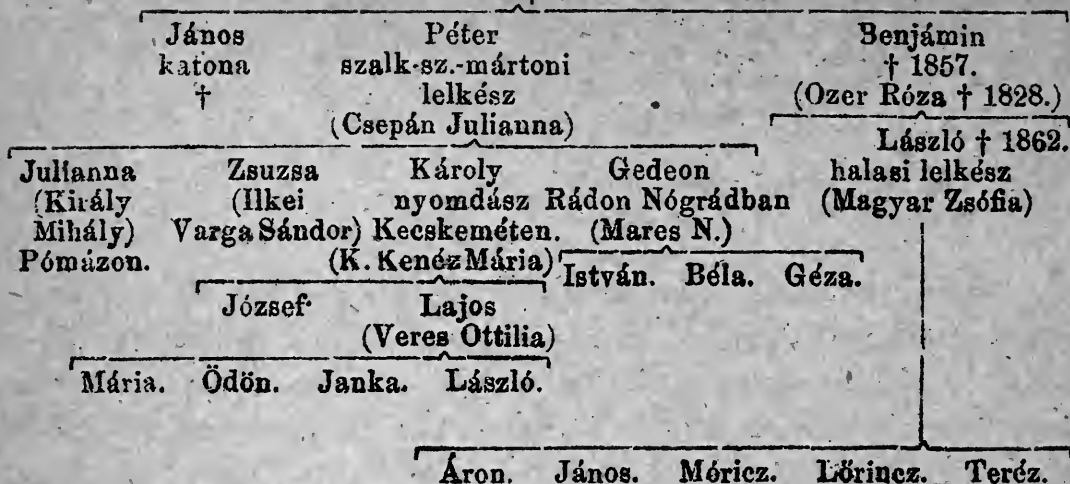 János Péter Benjámin
katona szalk-sz.-mártoni † 1857.
† lelkész (Ozer Róza † 1828.)
(Csepán Julianna)
László † 1862.
Julianna Zsuzsa Károly Gedeon halasi lelkész
(Király (Ilkei nyomdász Rádon Nógrádban (Magyar Zsófia)
Mihály) Varga Sándor) Kecskeméten. (Mares N.)
Pómázon. (K. Kenéz Mária) István. Béla. Géza.
József Lajos
(Veres Ottilia)
Mária. Ödön. Janka. László.
Áron. János. Móricz. Lőrincz. Teréz.